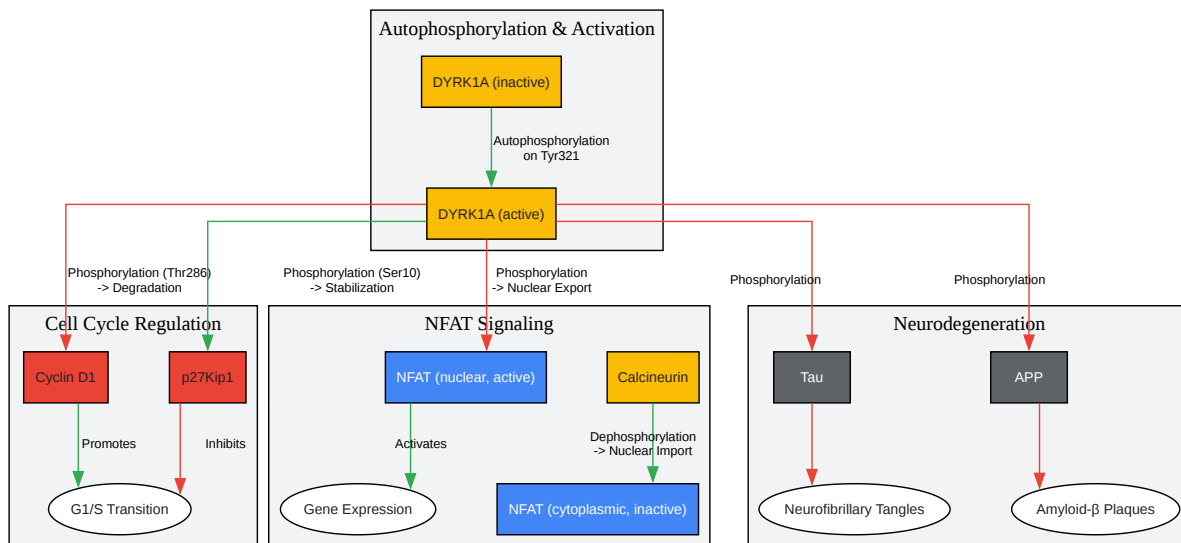 Autophosphorylation & Activation
DYRK1A (inactive)
Autophosphorylation
on Tyr321
DYRK1A (active)
Phosphorylation (Thr286)
-> Degradation
Phosphorylation (Ser10)
-> Stabilization
Phosphorylation
-> Nuclear Export
Phosphorylation
Phosphorylation
Cell Cycle Regulation
Cyclin D1
p27Kip1
Promotes
Inhibits
G1/S Transition
NFAT Signaling
NFAT (nuclear, active)
Calcineurin
Activates
Dephosphorylation
-> Nuclear Import
Gene Expression
NFAT (cytoplasmic, inactive)
Neurodegeneration
Tau
APP
Neurofibrillary Tangles
Amyloid-β Plaques